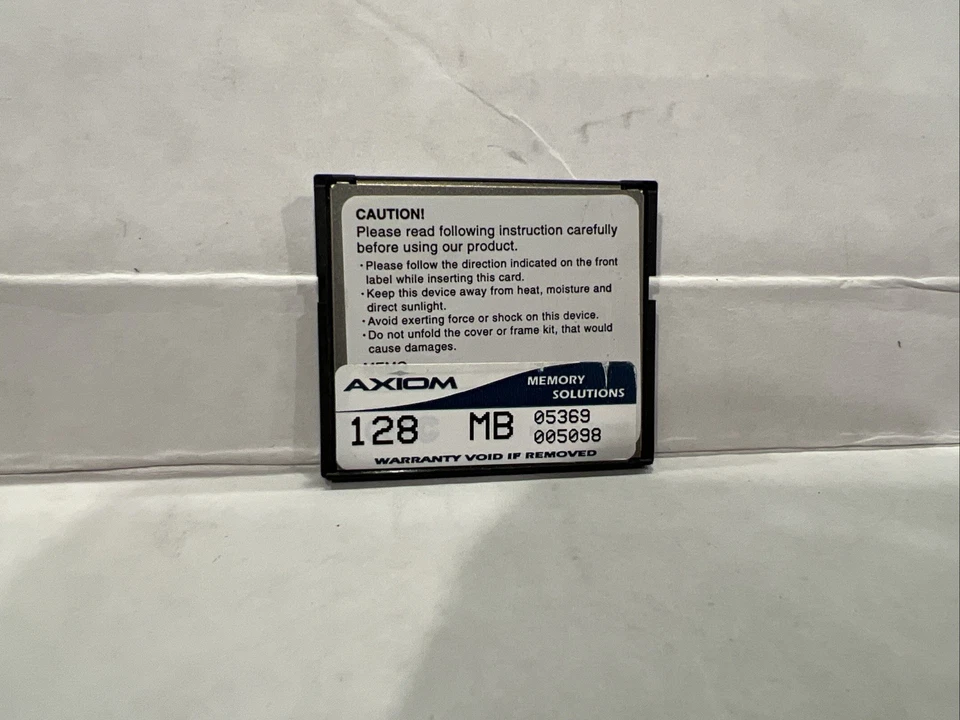 CAUTION!
Please read following instruction carefully
before using our product.
·Please follow the direction indicated on the front
label while inserting this card.
·Keep this device away from heat, moisture and
direct sunlight.
·Avoid exerting force or shock on this device.
·Do not unfold the cover or frame kit, that would
cause damages.
AXIOM MEMORY
SOLUTIONS
128 MB 05369
005098
WARRANTY VOID IF REMOVED